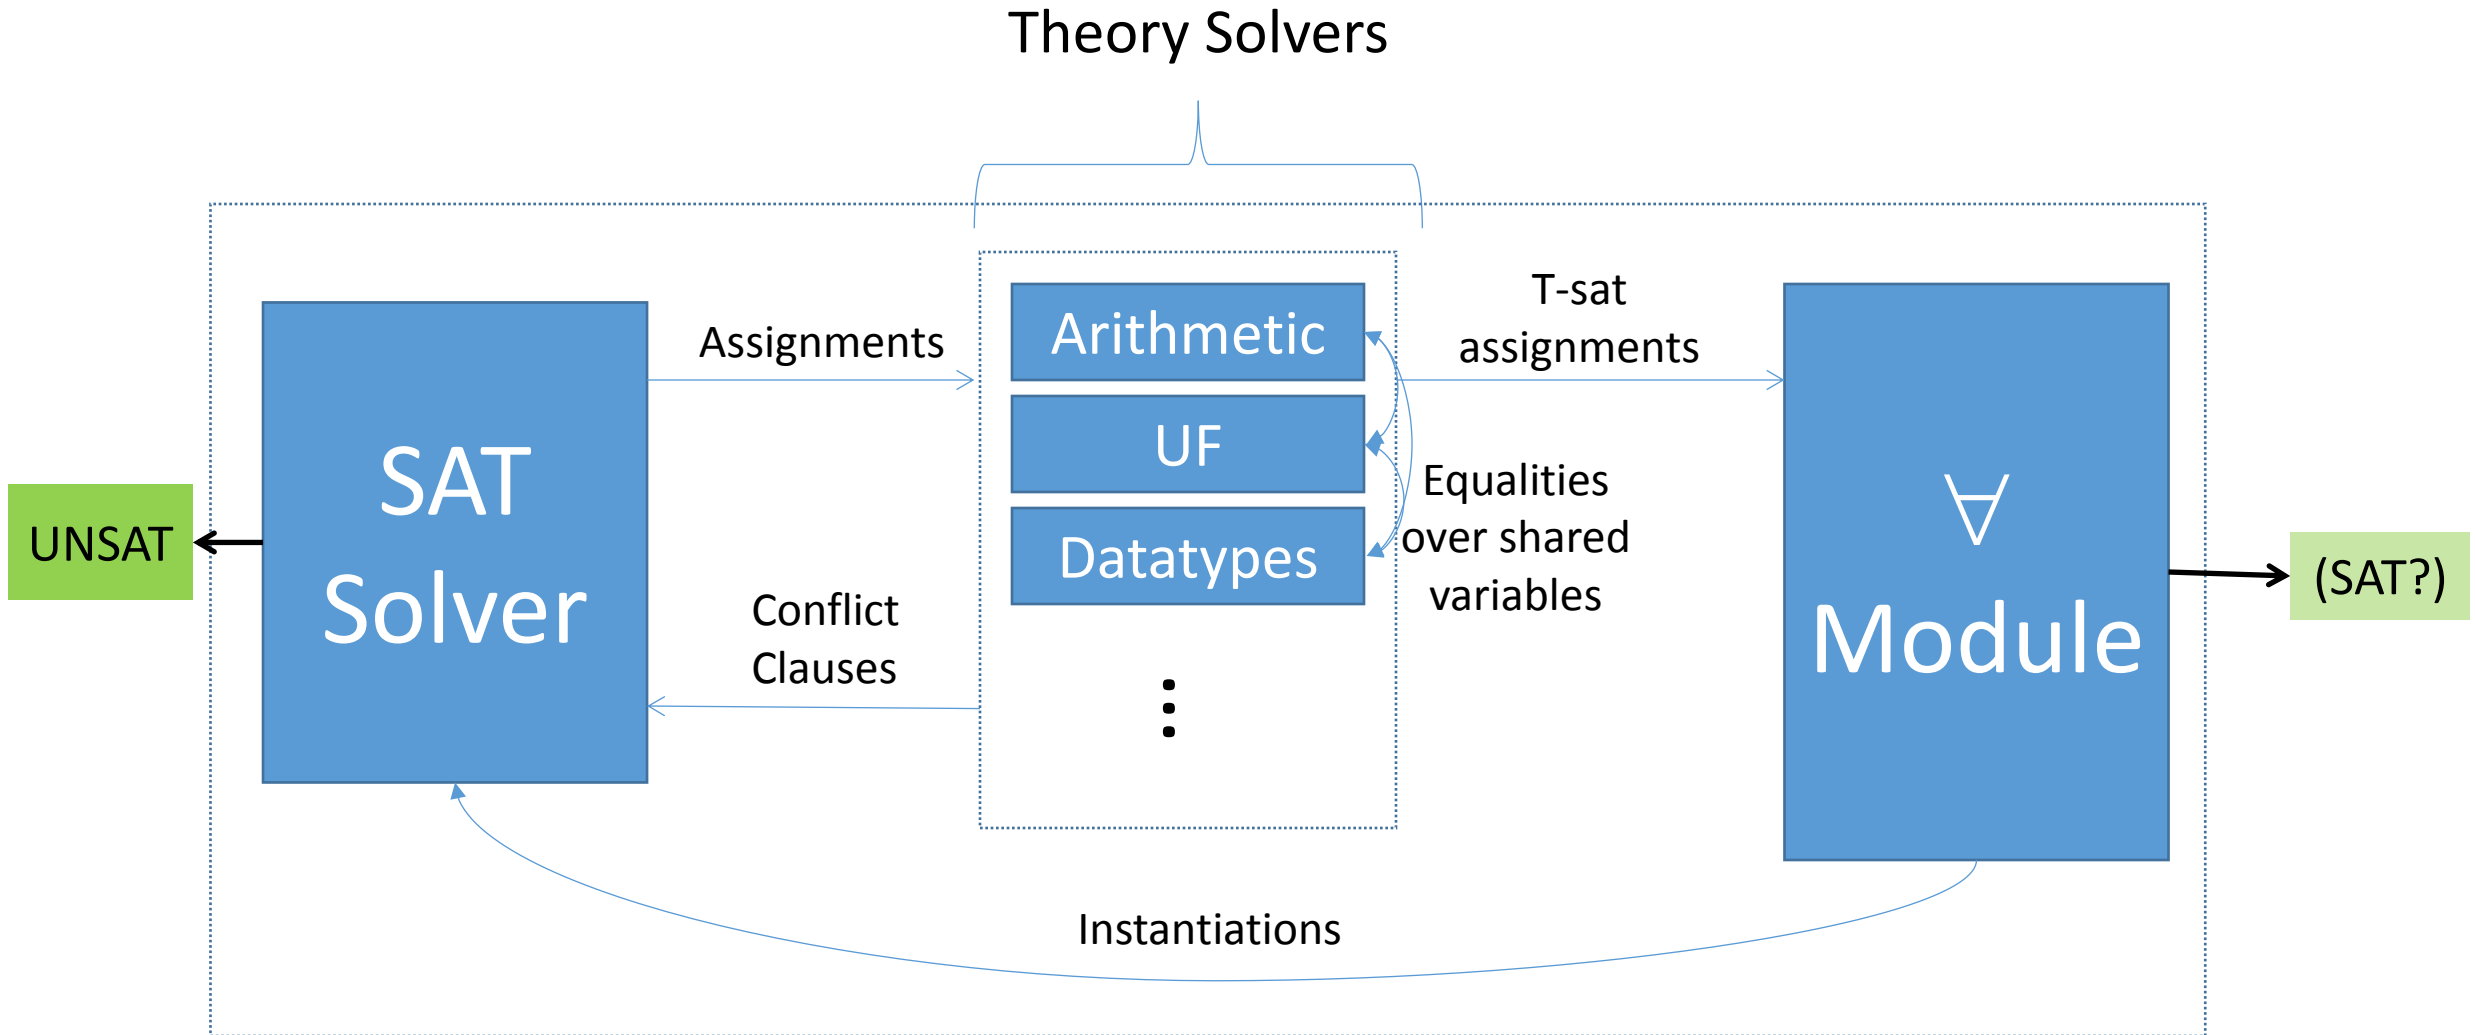 Theory Solvers
SAT
Solver
UNSAT
Assignments
Conflict
Clauses
Arithmetic
UF
Datatypes
T-sat
assignments
Equalities
over shared
variables
∀
Module
(SAT?)
Instantiations